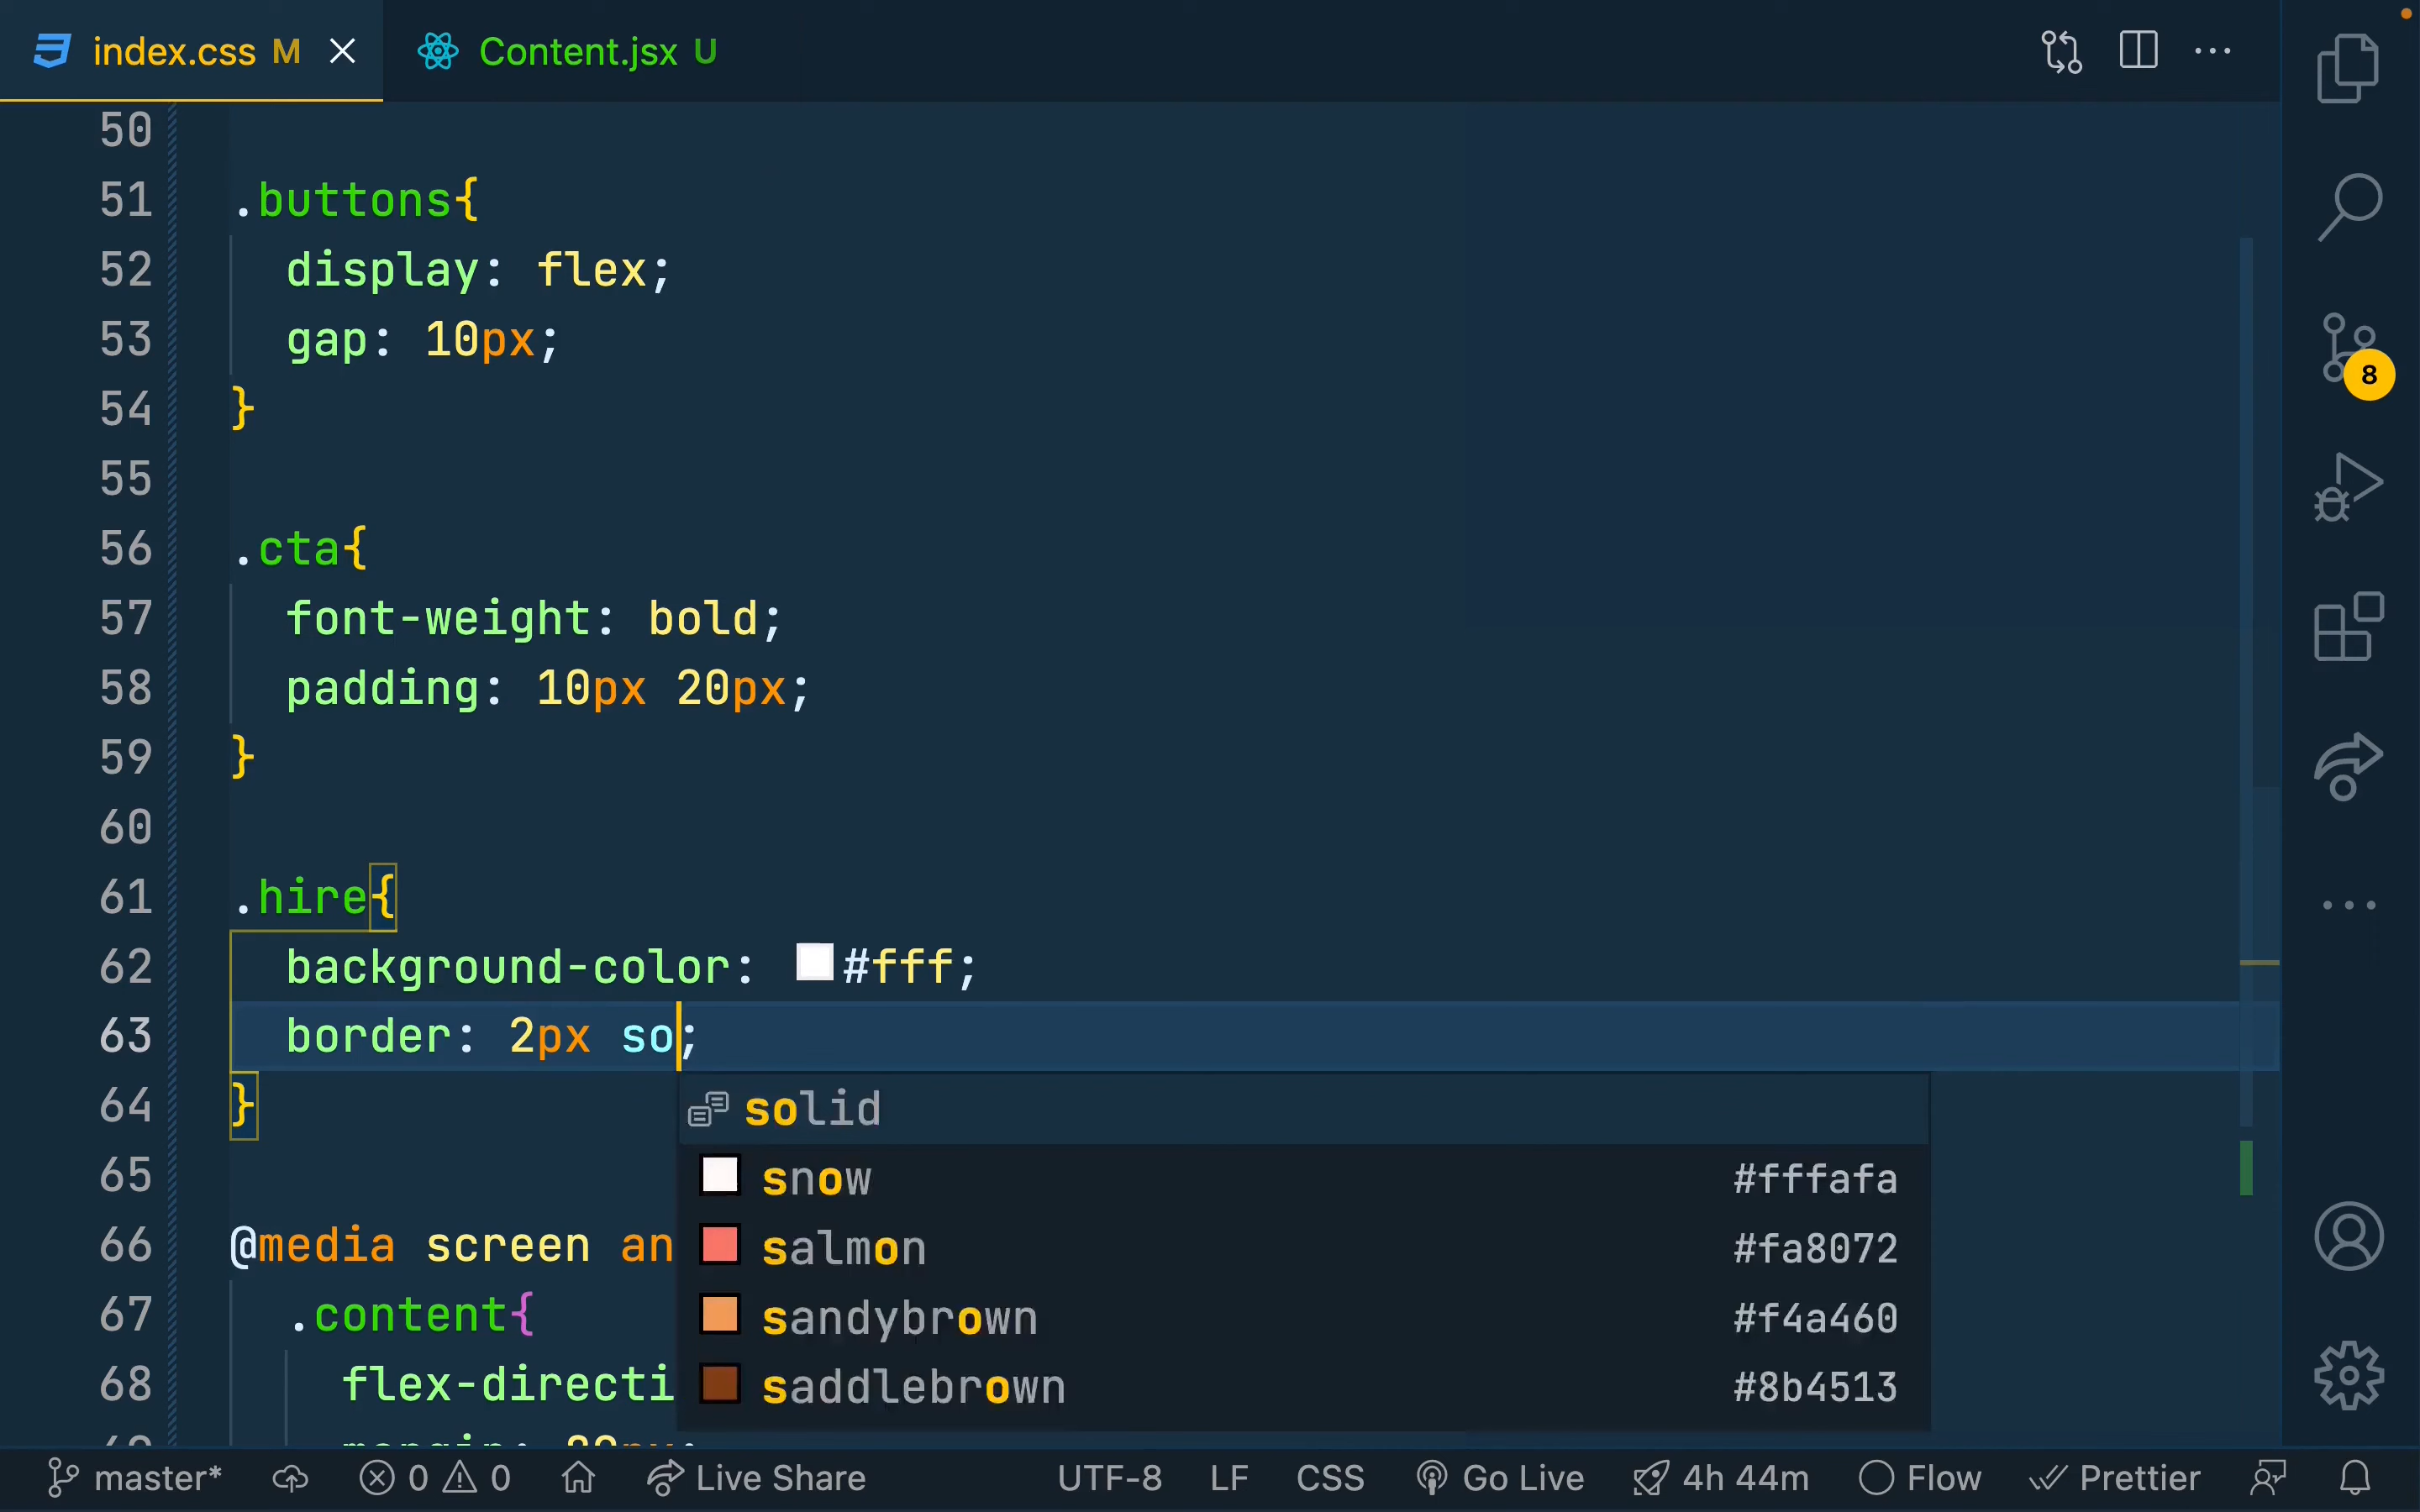 index.css M
Content.jsx U
50
51 .buttons{
52 display: flex;
53 gap: 10px;
54 }
55
56 .cta{
57 font-weight: bold;
58 padding: 10px 20px;
59 }
60
61 .hire{
62 background-color: #fff;
63 border: 2px so;
64 }
65
66 @media screen an
67 .content{
68 flex-directi
solid
snow #fffafa
salmon #fa8072
sandybrown #f4a460
saddlebrown #8b4513
8
master* 0 0 Live Share UTF-8 LF CSS Go Live 4h 44m Flow Prettier